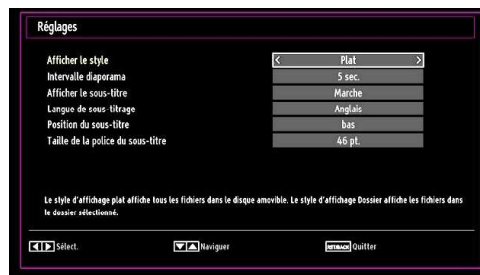 Réglages
Afficher le style < Plat >
Intervalle diaporama 5 sec.
Afficher le sous-titre Marche
Langue de sous-titrage Anglais
Position du sous-titre bas
Taille de la police du sous-titre 46 pt.
Le style d'affichage plat affiche tous les fichiers dans le disque amovible. Le style d'affichage Dossier affiche les fichiers dans
le dossier sélectionné.
Sélect. Naviguer RETBACK Quitter